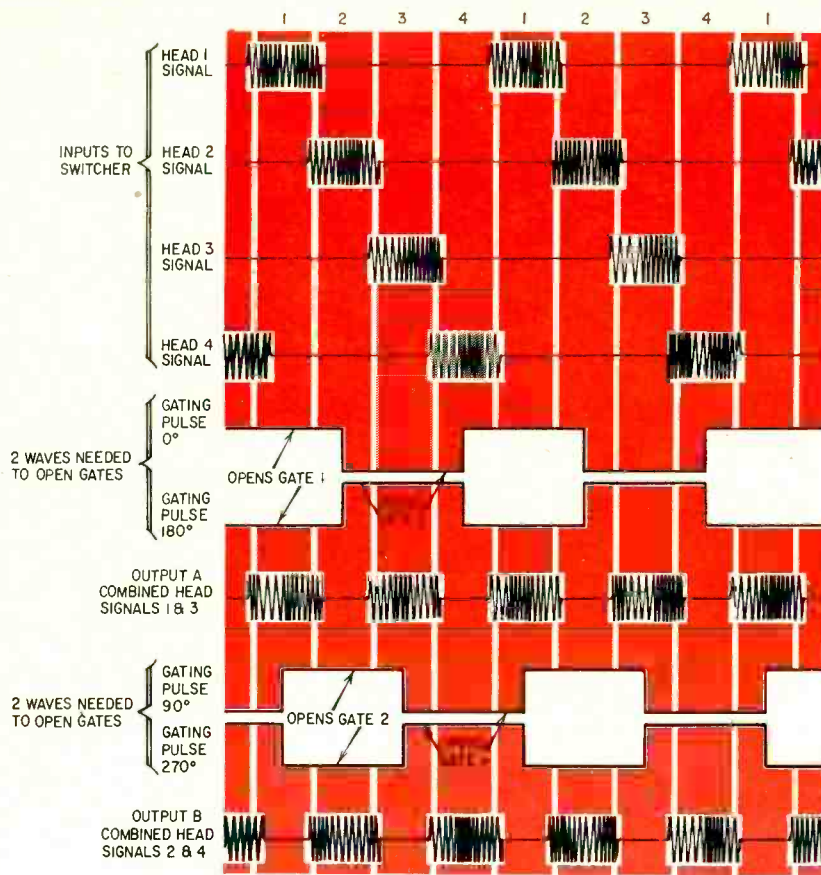 1 2 3 4 1 2 3 4 1
HEAD 1
SIGNAL
INPUTS TO
SWITCHER
HEAD 2
SIGNAL
HEAD 3
SIGNAL
HEAD 4
SIGNAL
GATING
PULSE
0°
2 WAVES NEEDED
TO OPEN GATES
OPENS GATE 1
GATING
PULSE
180°
OUTPUT A
COMBINED HEAD
SIGNALS 1 & 3
GATING
PULSE
90°
2 WAVES NEEDED
TO OPEN GATES
OPENS GATE 2
GATING
PULSE
270°
OUTPUT B
COMBINED HEAD
SIGNALS 2 & 4